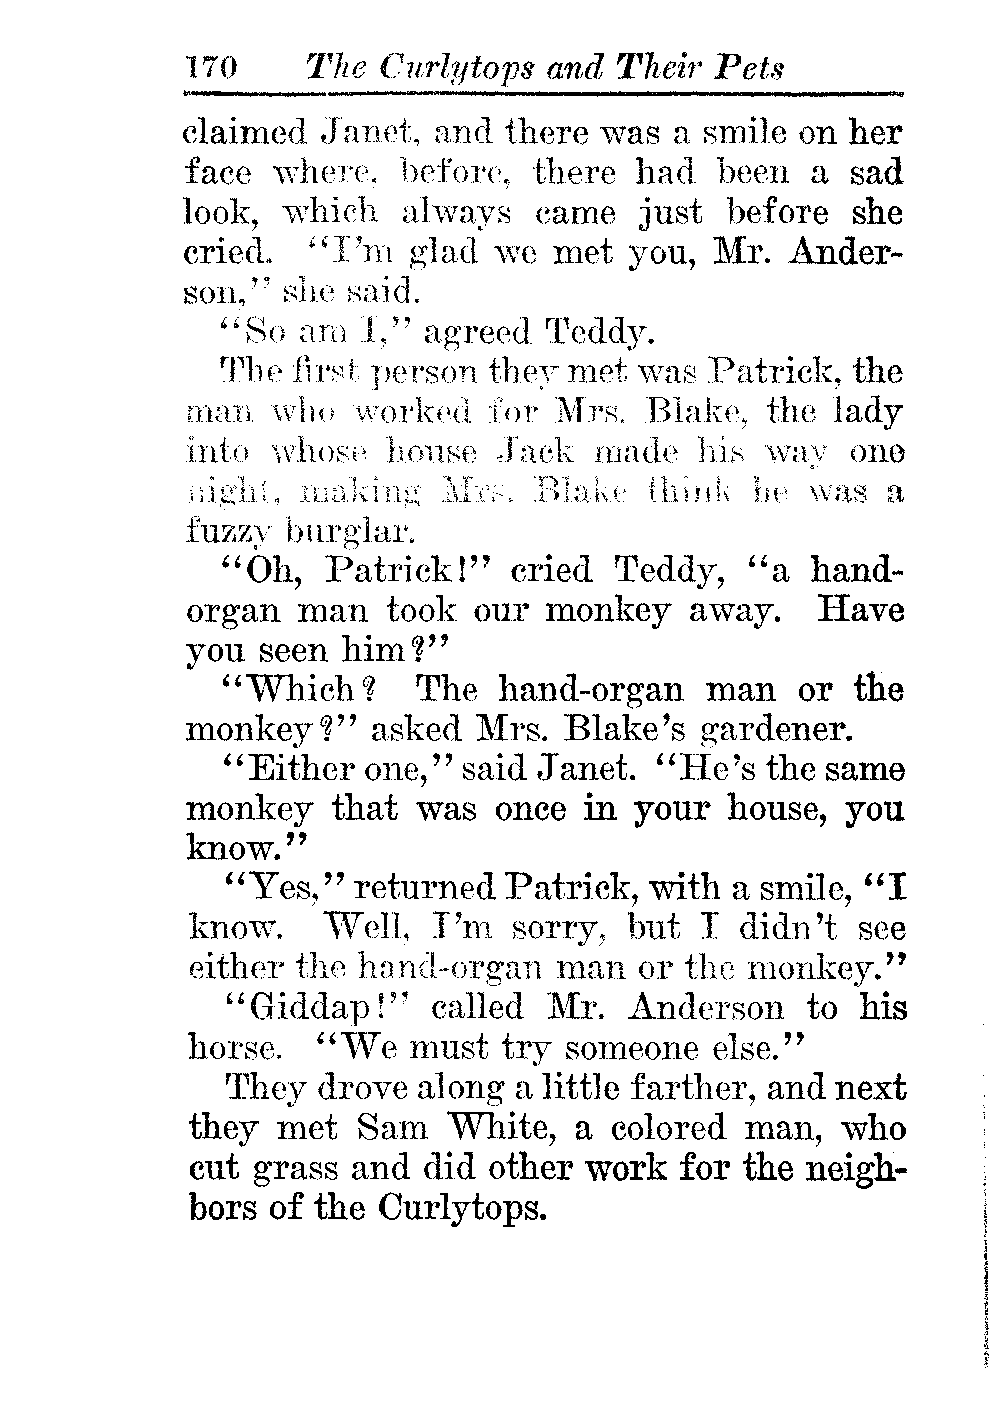 170 The Curlytops and Their Pets
claimed Janet, and there was a smile on her
face where, before, there had been a sad
look, which always came just before she
cried. “I’m glad we met you, Mr. Ander-
son,” she said.
“So am I,” agreed Teddy.
The first person they met was Patrick, the
man who worked for Mrs. Blake, the lady
into whose house Jack made his way one
night, making Mrs. Blake think he was a
fuzzy burglar.
“Oh, Patrick!” cried Teddy, “a hand-
organ man took our monkey away. Have
you seen him?”
“Which? The hand-organ man or the
monkey?” asked Mrs. Blake’s gardener.
“Either one,” said Janet. “He’s the same
monkey that was once in your house, you
know.”
“Yes,” returned Patrick, with a smile, “I
know. Well, I’m sorry, but I didn’t see
either the hand-organ man or the monkey.”
“Giddap!” called Mr. Anderson to his
horse. “We must try someone else.”
They drove along a little farther, and next
they met Sam White, a colored man, who
cut grass and did other work for the neigh-
bors of the Curlytops.